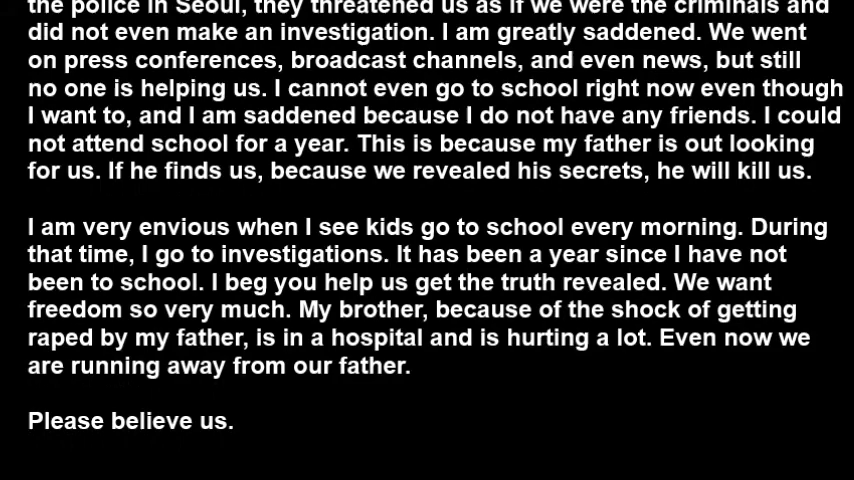 the police in Seoul, they threatened us as if we were the criminals and
did not even make an investigation. I am greatly saddened. We went
on press conferences, broadcast channels, and even news, but still
no one is helping us. I cannot even go to school right now even though
I want to, and I am saddened because I do not have any friends. I could
not attend school for a year. This is because my father is out looking
for us. If he finds us, because we revealed his secrets, he will kill us.
I am very envious when I see kids go to school every morning. During
that time, I go to investigations. It has been a year since I have not
been to school. I beg you help us get the truth revealed. We want
freedom so very much. My brother, because of the shock of getting
raped by my father, is in a hospital and is hurting a lot. Even now we
are running away from our father.
Please believe us.